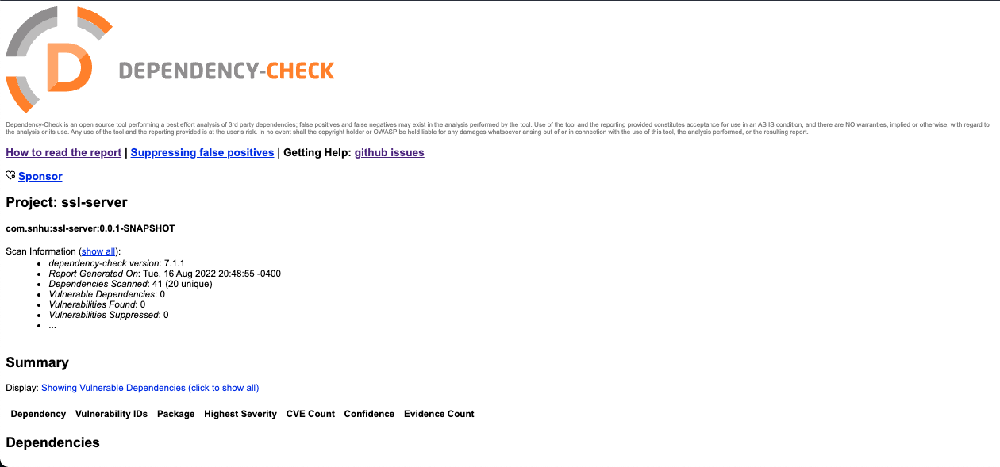 D
DEPENDENCY-CHECK
Dependency-Check is an open source tool performing a best effort analysis of 3rd party dependencies; false positives and false negatives may exist in the analysis performed by the tool. Use of the tool and the reporting provided constitutes acceptance for use in an AS IS condition, and there are NO warranties, implied or otherwise, with regard to
the analysis or its use. Any use of the tool and the reporting provided is at the user's risk. In no event shall the copyright holder or OWASP be held liable for any damages whatsoever arising out of or in connection with the use of this tool, the analysis performed, or the resulting report.
How to read the report | Suppressing false positives | Getting Help: github issues
Sponsor
Project: ssl-server
com.snhu:ssl-server:0.0.1-SNAPSHOT
Scan Information (show all):
• dependency-check version: 7.1.1
• Report Generated On: Tue, 16 Aug 2022 20:48:55 -0400
• Dependencies Scanned: 41 (20 unique)
• Vulnerable Dependencies: 0
• Vulnerabilities Found: 0
• Vulnerabilities Suppressed: 0
• ...
Summary
Display: Showing Vulnerable Dependencies (click to show all)
Dependency Vulnerability IDs Package Highest Severity CVE Count Confidence Evidence Count
Dependencies